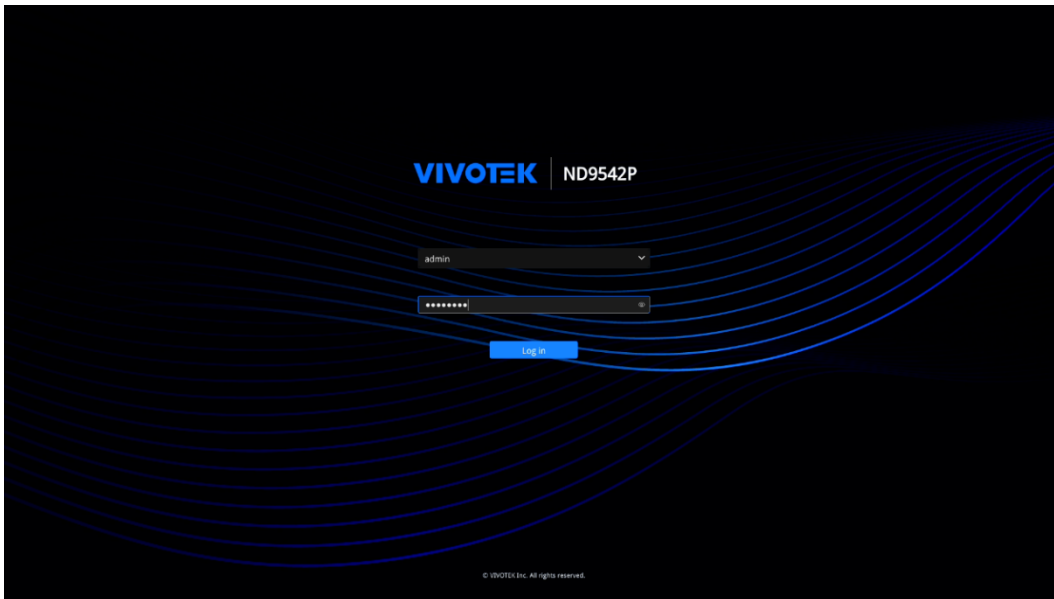 VIVOTEK ND9542P
admin
••••••••
Log in
© VIVOTEK Inc. All rights reserved.